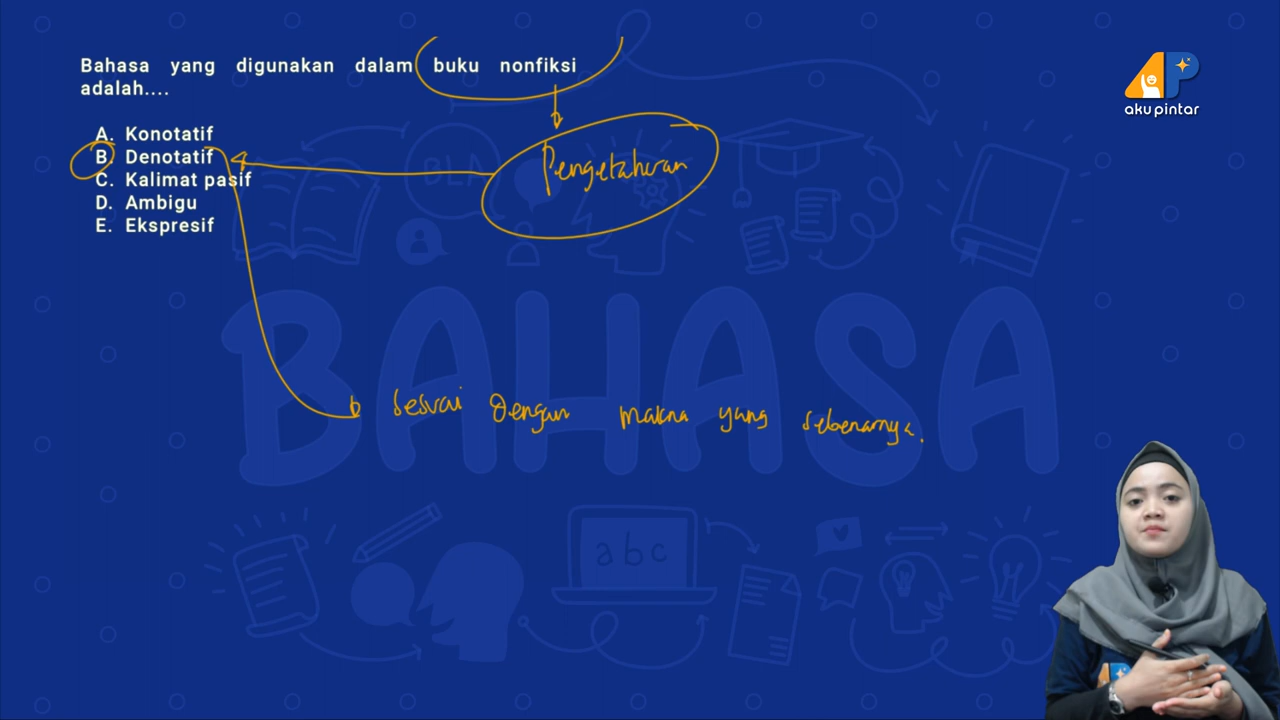 Bahasa yang digunakan dalam buku nonfiksi
adalah....
A. Konotatif
B. Denotatif
C. Kalimat pasif
D. Ambigu
E. Ekspresif
Pengetahuan
Sesuai Dengan Makna yang Sebenarnya.
aku pintar
BLA
BAHASA
abc